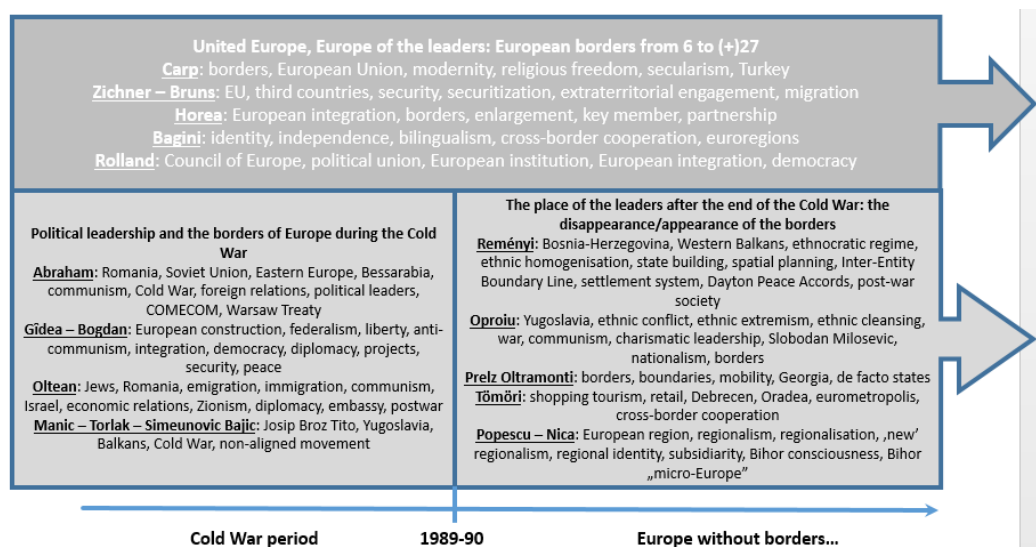 United Europe, Europe of the leaders: European borders from 6 to (+)27
Carp: borders, European Union, modernity, religious freedom, secularism, Turkey
Zichner – Bruns: EU, third countries, security, securitization, extraterritorial engagement, migration
Horea: European integration, borders, enlargement, key member, partnership
Bagini: identity, independence, bilingualism, cross-border cooperation, euroregions
Rolland: Council of Europe, political union, European institution, European integration, democracy
Political leadership and the borders of Europe during the Cold
War
Abraham: Romania, Soviet Union, Eastern Europe, Bessarabia,
communism, Cold War, foreign relations, political leaders,
COMECOM, Warsaw Treaty
Gîdea – Bogdan: European construction, federalism, liberty, anti-
communism, integration, democracy, diplomacy, projects,
security, peace
Oltean: Jews, Romania, emigration, immigration, communism,
Israel, economic relations, Zionism, diplomacy, embassy, postwar
Manic – Torlak – Simeunovic Bajic: Josip Broz Tito, Yugoslavia,
Balkans, Cold War, non-aligned movement
The place of the leaders after the end of the Cold War: the
disappearance/appearance of the borders
Reményi: Bosnia-Herzegovina, Western Balkans, ethnocratic regime,
ethnic homogenisation, state building, spatial planning, Inter-Entity
Boundary Line, settlement system, Dayton Peace Accords, post-war
society
Oproiu: Yugoslavia, ethnic conflict, ethnic extremism, ethnic cleansing,
war, communism, charismatic leadership, Slobodan Milosevic,
nationalism, borders
Prelz Oltramonti: borders, boundaries, mobility, Georgia, de facto states
Tömöri: shopping tourism, retail, Debrecen, Oradea, eurometropolis,
cross-border cooperation
Popescu – Nica: European region, regionalism, regionalisation, ‚new’
regionalism, regional identity, subsidiarity, Bihor consciousness, Bihor
„micro-Europe”
Cold War period
1989-90
Europe without borders…